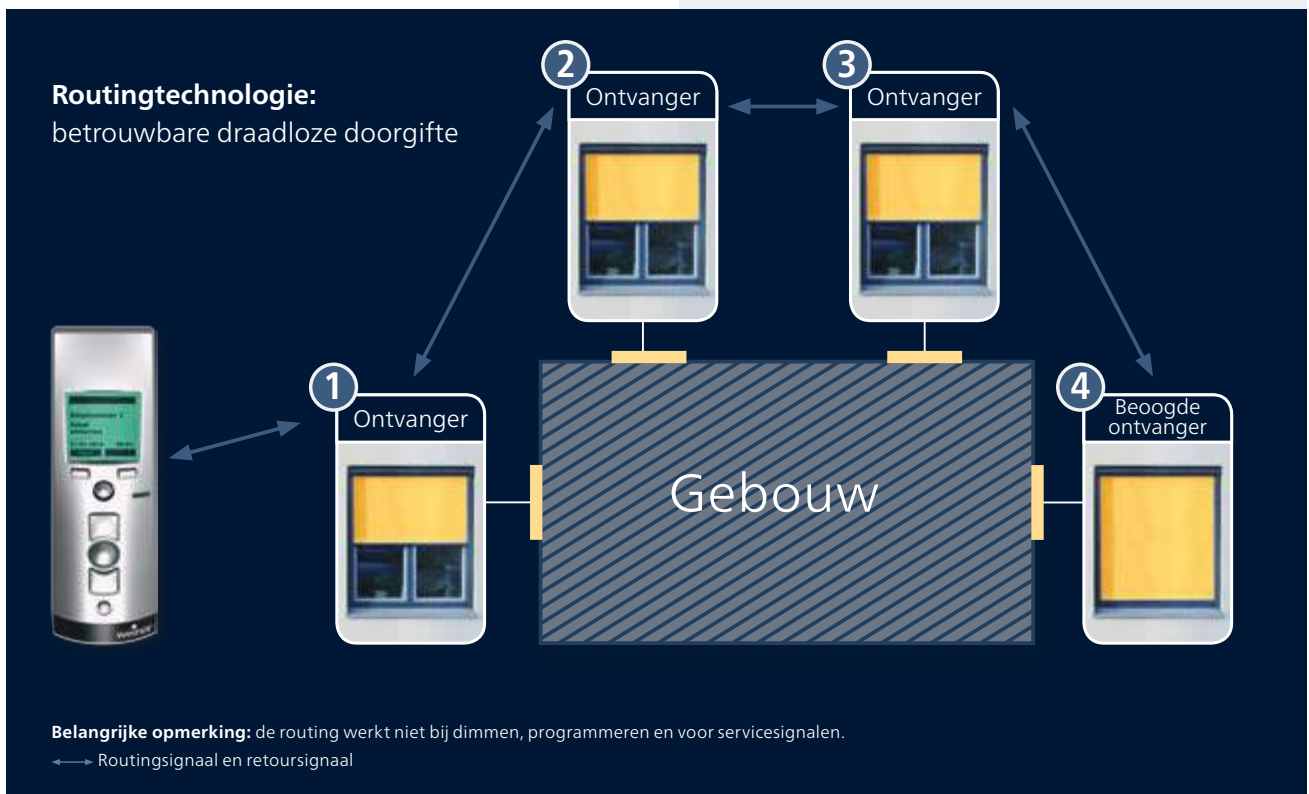 Routingtechnologie:
betrouwbare draadloze doorgifte
2
Ontvanger
3
Ontvanger
1
Ontvanger
4
Beoogde
ontvanger
Gebouw
weinor
Belangrijke opmerking: de routing werkt niet bij dimmen, programmeren en voor servicesignalen.
Routingsignaal en retoursignaal